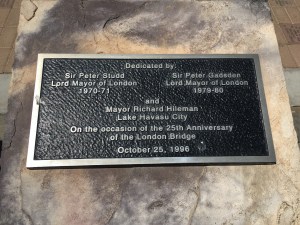 Dedicated by:
Sir Peter Studd Sir Peter Gadsden
Lord Mayor of London Lord Mayor of London
1970-71 1979-80
and
Mayor Richard Hileman
Lake Havasu City
On the occasion of the 25th Anniversary
of the London Bridge
October 25, 1996